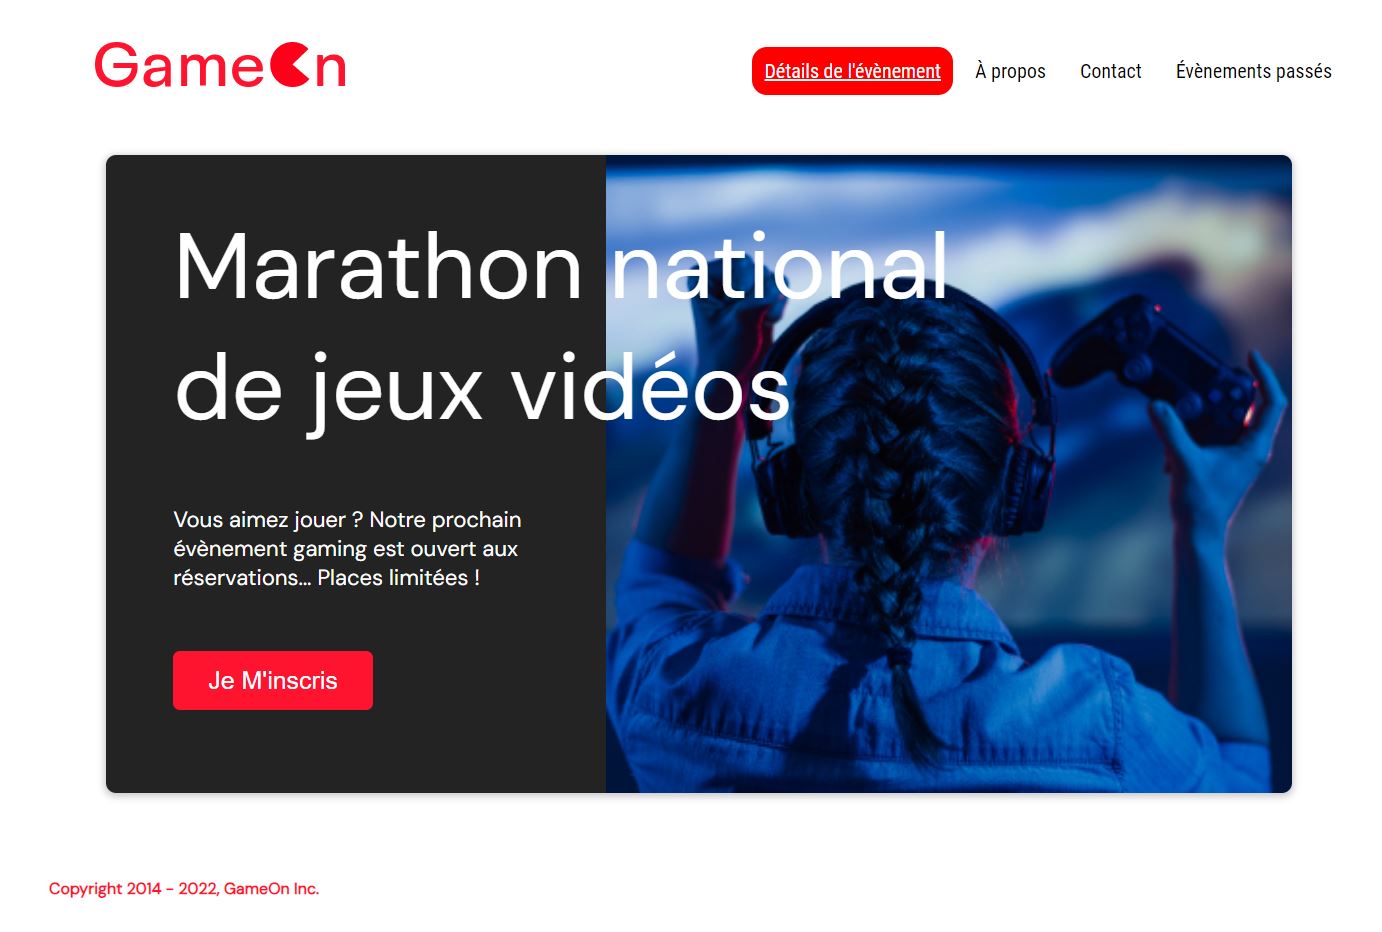 GameOn
Détails de l'évènement À propos Contact Évènements passés
Marathon national
de jeux vidéos
Vous aimez jouer ? Notre prochain
évènement gaming est ouvert aux
réservations... Places limitées !
Je M'inscris
Copyright 2014 - 2022, GameOn Inc.